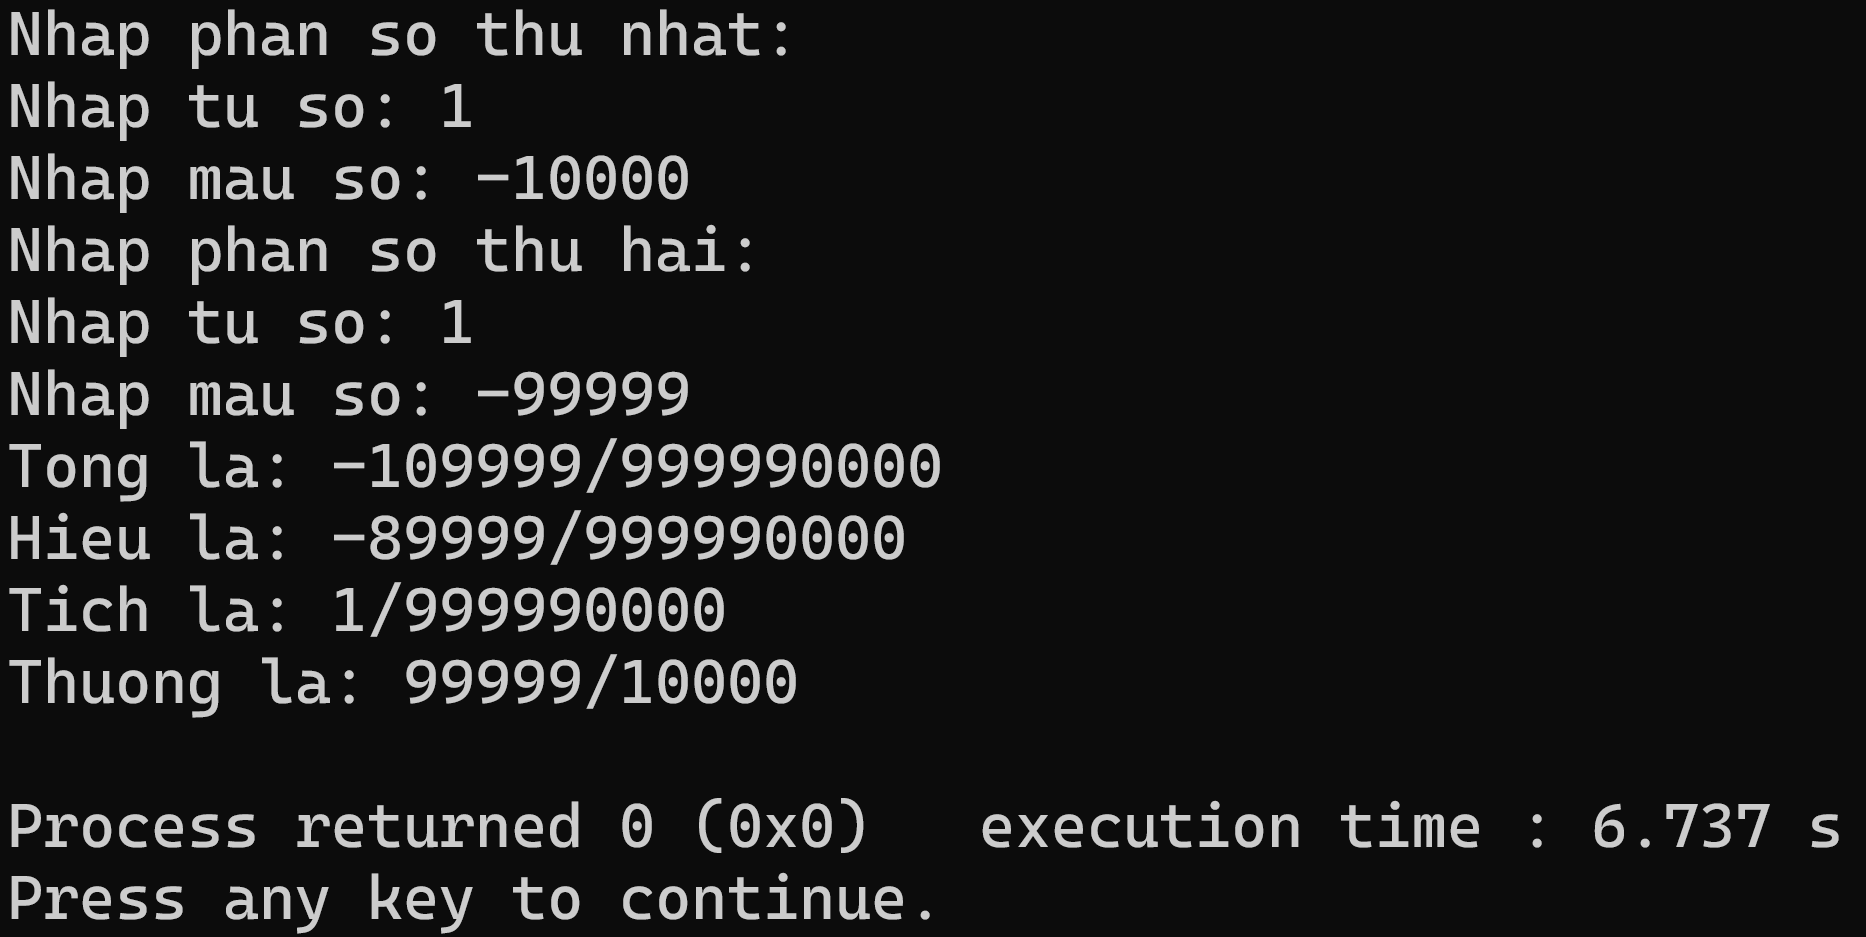 Nhap phan so thu nhat:
Nhap tu so: 1
Nhap mau so: -10000
Nhap phan so thu hai:
Nhap tu so: 1
Nhap mau so: -99999
Tong la: -109999/999990000
Hieu la: -89999/999990000
Tich la: 1/999990000
Thuong la: 99999/10000
Process returned 0 (0x0)   execution time : 6.737 s
Press any key to continue.